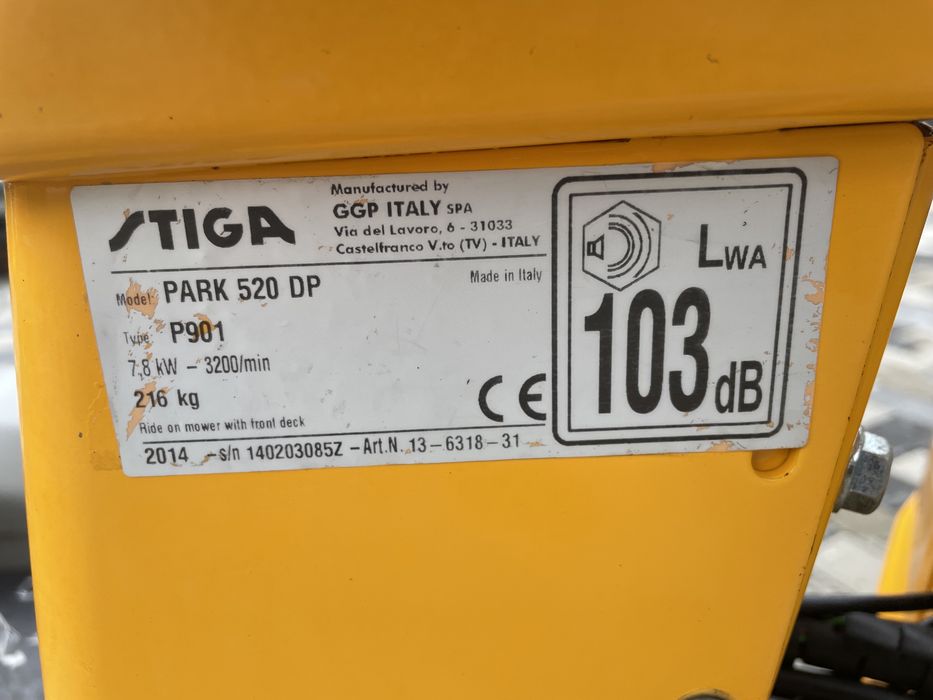 STIGA
Manufactured by
GGP ITALY SPA
Via del Lavoro, 6 - 31033
Castelfranco V.to (TV) - ITALY
Made in Italy
Model: PARK 520 DP
Type: P901
7,8 kW - 3200/min
216 kg
CE
Ride on mower with front deck
2014 -s/n 140203085Z -Art.N. 13-6318-31
LWA
103 dB